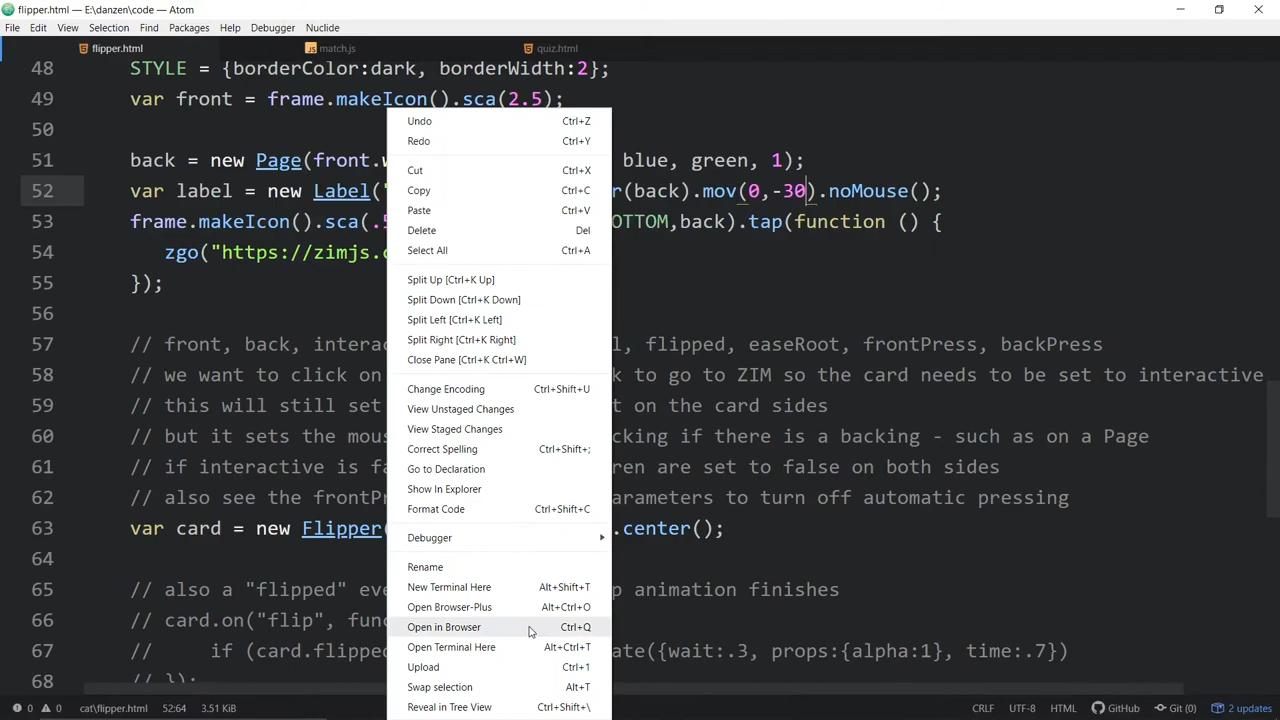 flipper.html — E:\danzen\code — Atom
File Edit View Selection Find Packages Help Debugger Nuclide
flipper.html match.js quiz.html
48 STYLE = {borderColor:dark, borderWidth:2};
49 var front = frame.makeIcon().sca(2.5);
50
51 back = new Page(front.w blue, green, 1);
52 var label = new Label(" r(back).mov(0,-30).noMouse();
53 frame.makeIcon().sca(.5 OTTOM,back).tap(function () {
54 zgo("https://zimjs.c
55 });
56
57 // front, back, interac l, flipped, easeRoot, frontPress, backPress
58 // we want to click on k to go to ZIM so the card needs to be set to interactive
59 // this will still set t on the card sides
60 // but it sets the mous cking if there is a backing - such as on a Page
61 // if interactive is fa ren are set to false on both sides
62 // also see the frontPr arameters to turn off automatic pressing
63 var card = new Flipper( .center();
64
65 // also a "flipped" eve p animation finishes
66 // card.on("flip", func
67 // if (card.flipped ate({wait:.3, props:{alpha:1}, time:.7})
68 // });
Undo Ctrl+Z
Redo Ctrl+Y
Cut Ctrl+X
Copy Ctrl+C
Paste Ctrl+V
Delete Del
Select All Ctrl+A
Split Up [Ctrl+K Up]
Split Down [Ctrl+K Down]
Split Left [Ctrl+K Left]
Split Right [Ctrl+K Right]
Close Pane [Ctrl+K Ctrl+W]
Change Encoding Ctrl+Shift+U
View Unstaged Changes
View Staged Changes
Correct Spelling Ctrl+Shift+;
Go to Declaration
Show In Explorer
Format Code Ctrl+Shift+C
Debugger
Rename
New Terminal Here Alt+Shift+T
Open Browser-Plus Alt+Ctrl+O
Open in Browser Ctrl+Q
Open Terminal Here Alt+Ctrl+T
Upload Ctrl+1
Swap selection Alt+T
Reveal in Tree View Ctrl+Shift+\
0 0 cat\flipper.html 52:64 3.51 KiB CRLF UTF-8 HTML GitHub Git (0) 2 updates